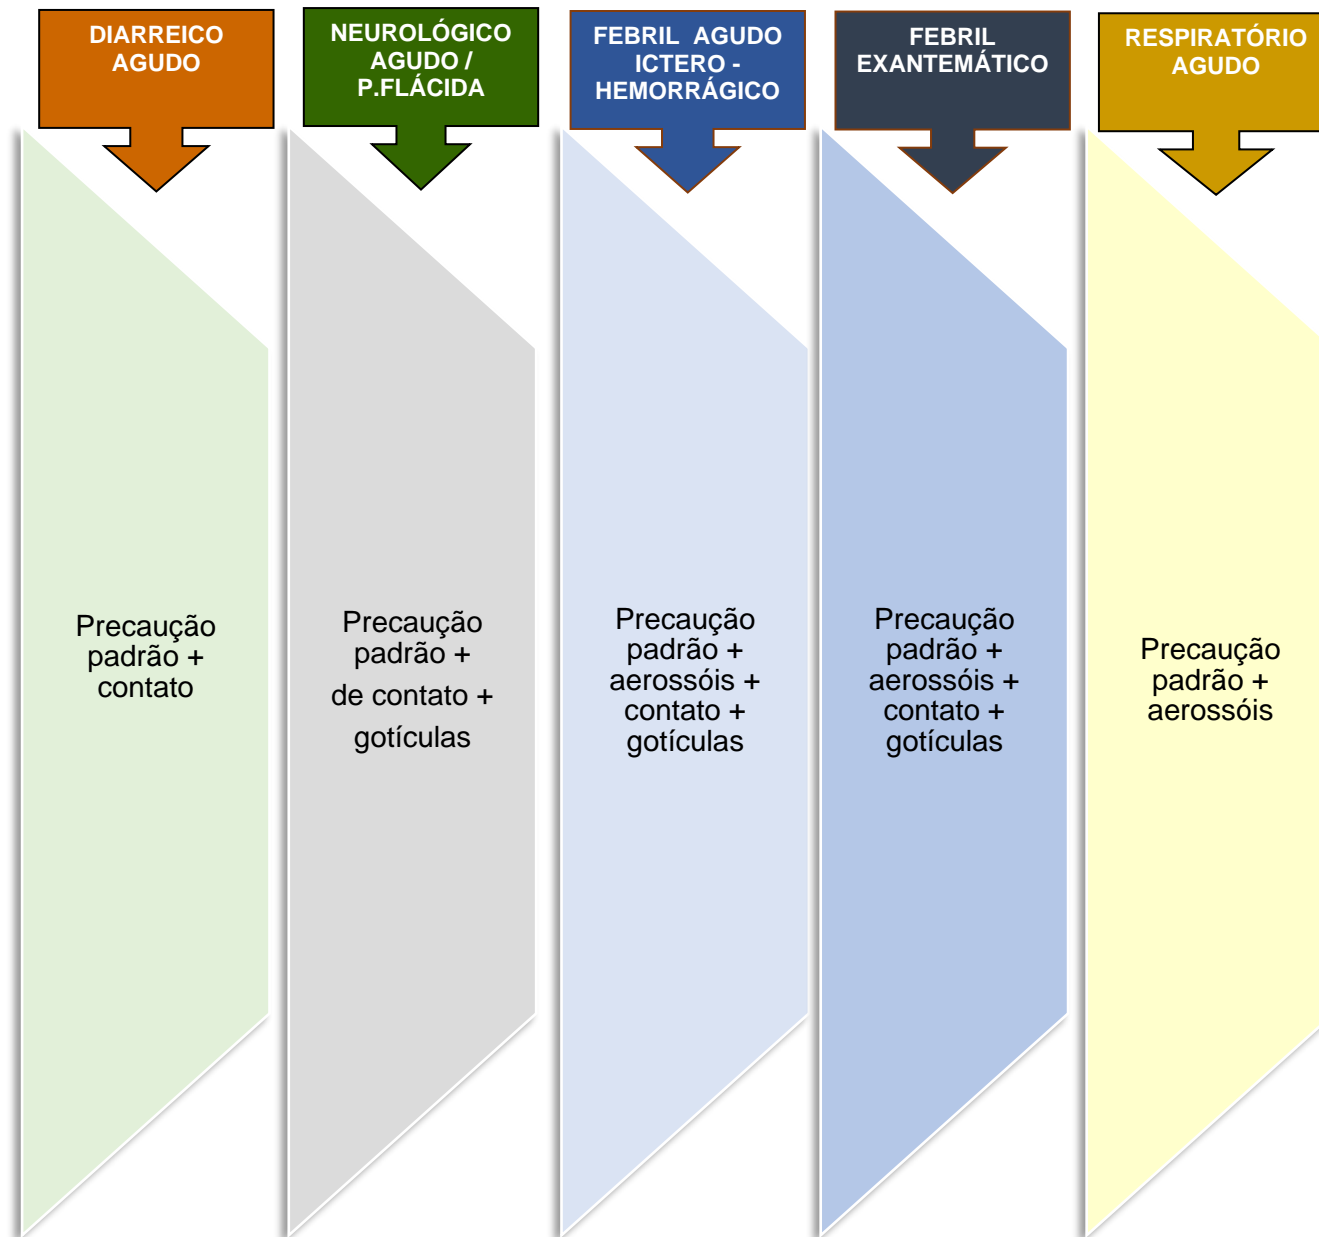 DIARREICO
AGUDO
NEUROLÓGICO
AGUDO /
P.FLÁCIDA
FEBRIL AGUDO
ICTERO -
HEMORRÁGICO
FEBRIL
EXANTEMÁTICO
RESPIRATÓRIO
AGUDO
Precaução
padrão +
contato
Precaução
padrão +
de contato +
gotículas
Precaução
padrão +
aerossóis +
contato +
gotículas
Precaução
padrão +
aerossóis +
contato +
gotículas
Precaução
padrão +
aerossóis